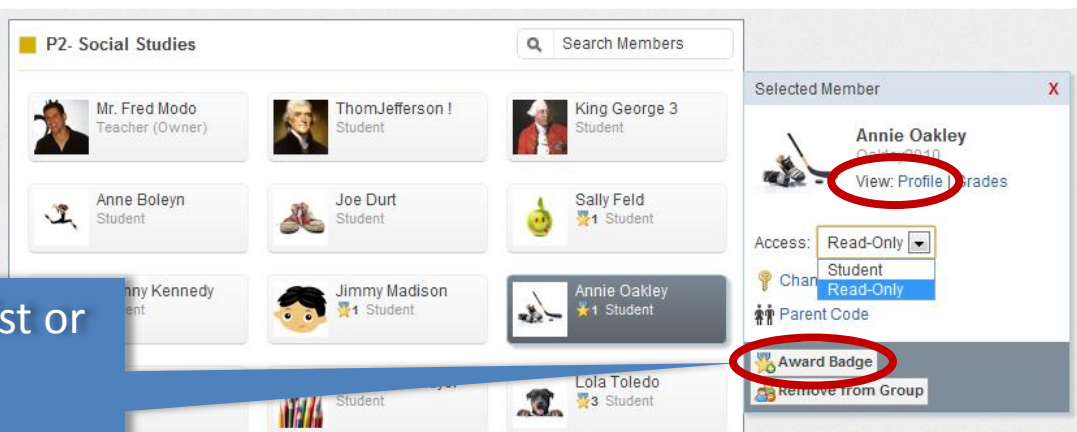 P2- Social Studies
Search Members
Mr. Fred Modo
Teacher (Owner)
ThomJefferson !
Student
King George 3
Student
Anne Boleyn
Student
Joe Durt
Student
Sally Feld
1 Student
Kennedy
Jimmy Madison
1 Student
Annie Oakley
1 Student
Student
Lola Toledo
3 Student
st or
Selected Member X
Annie Oakley
View: Profile | Grades
Access: Read-Only
Student
Read-Only
Parent Code
Award Badge
Remove from Group